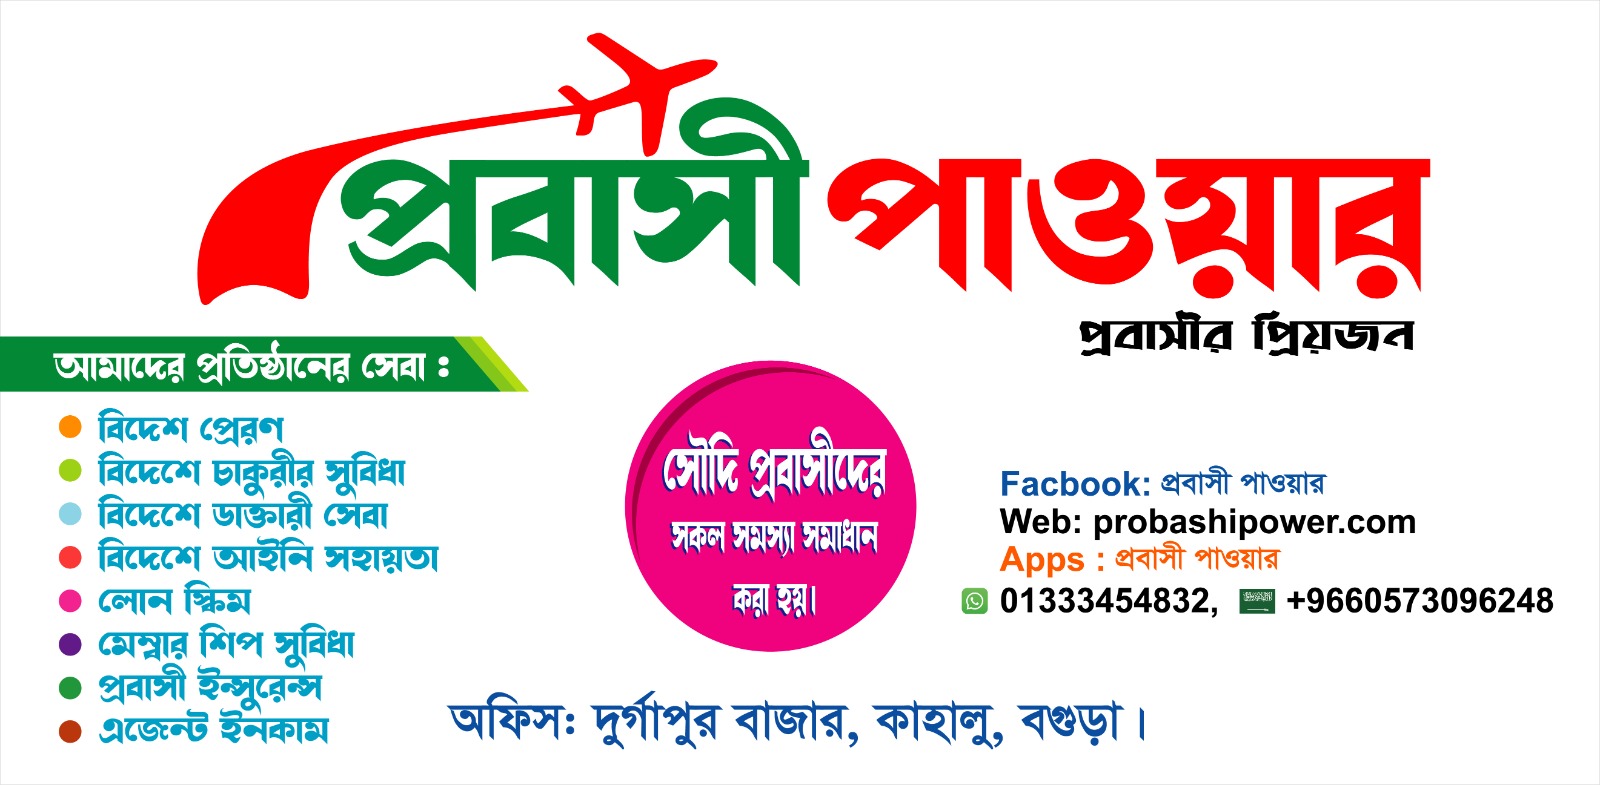 প্রবাসী পাওয়ার
প্রবাসীর প্রিয়জন
আমাদের প্রতিষ্ঠানের সেবা :
বিদেশ প্রেরণ
বিদেশে চাকুরীর সুবিধা
বিদেশে ডাক্তারী সেবা
বিদেশে আইনি সহায়তা
লোন স্কিম
মেম্বার শিপ সুবিধা
প্রবাসী ইন্সুরেন্স
এজেন্ট ইনকাম
সৌদি প্রবাসীদের
সকল সমস্যা সমাধান
করা হয়।
Facbook: প্রবাসী পাওয়ার
Web: probashipower.com
Apps : প্রবাসী পাওয়ার
01333454832, +9660573096248
অফিস: দুর্গাপুর বাজার, কাহালু, বগুড়া।